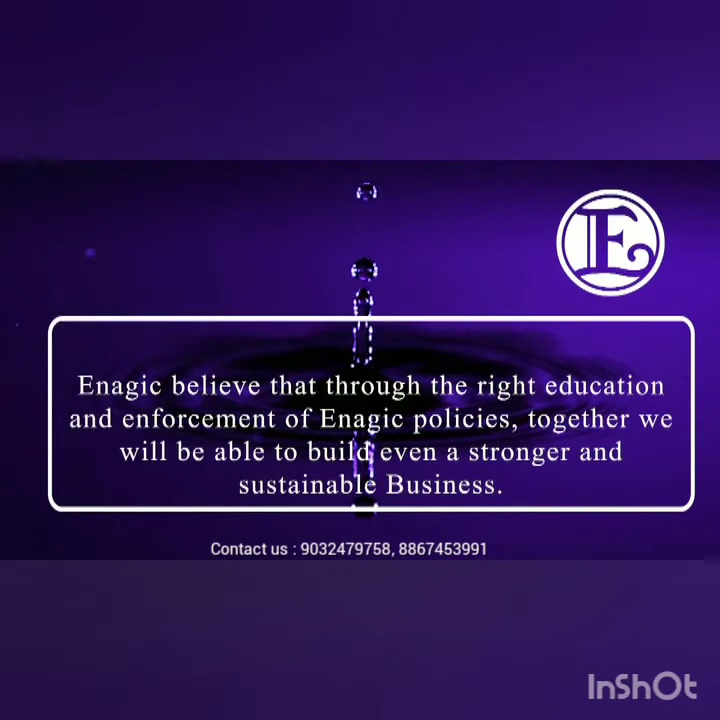 E
Enagic believe that through the right education
and enforcement of Enagic policies, together we
will be able to build even a stronger and
sustainable Business.
Contact us : 9032479758, 8867453991
InShOt